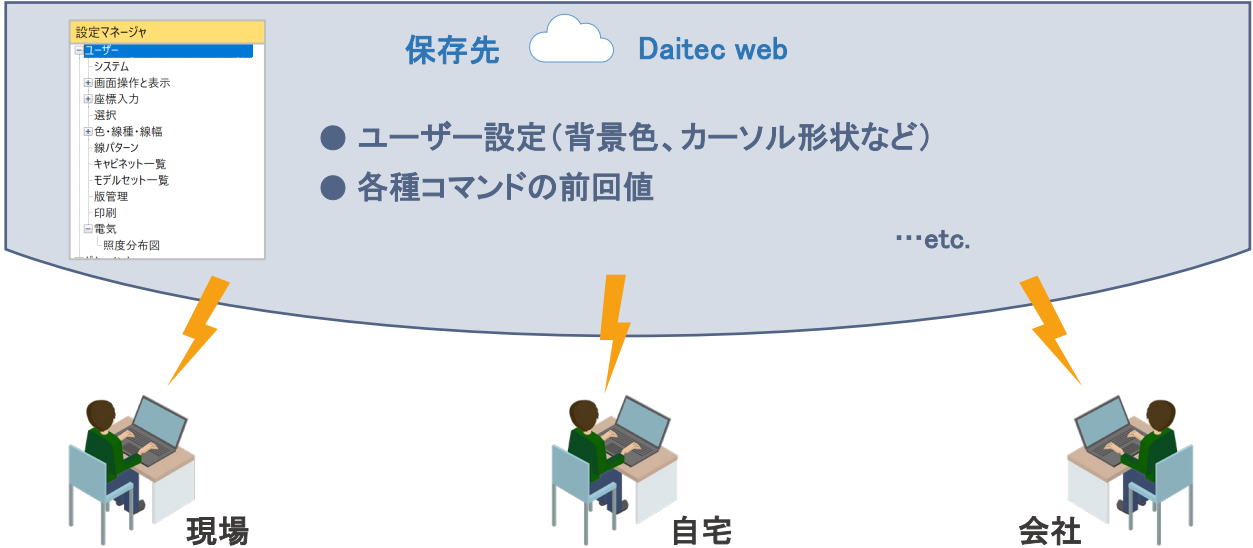 設定マネージャ
ユーザー
システム
画面操作と表示
座標入力
選択
色・線種・線幅
線パターン
キャビネット一覧
モデルセット一覧
版管理
印刷
電気
照度分布図
保存先 Daitec web
● ユーザー設定(背景色、カーソル形状など)
● 各種コマンドの前回値
…etc.
現場
自宅
会社